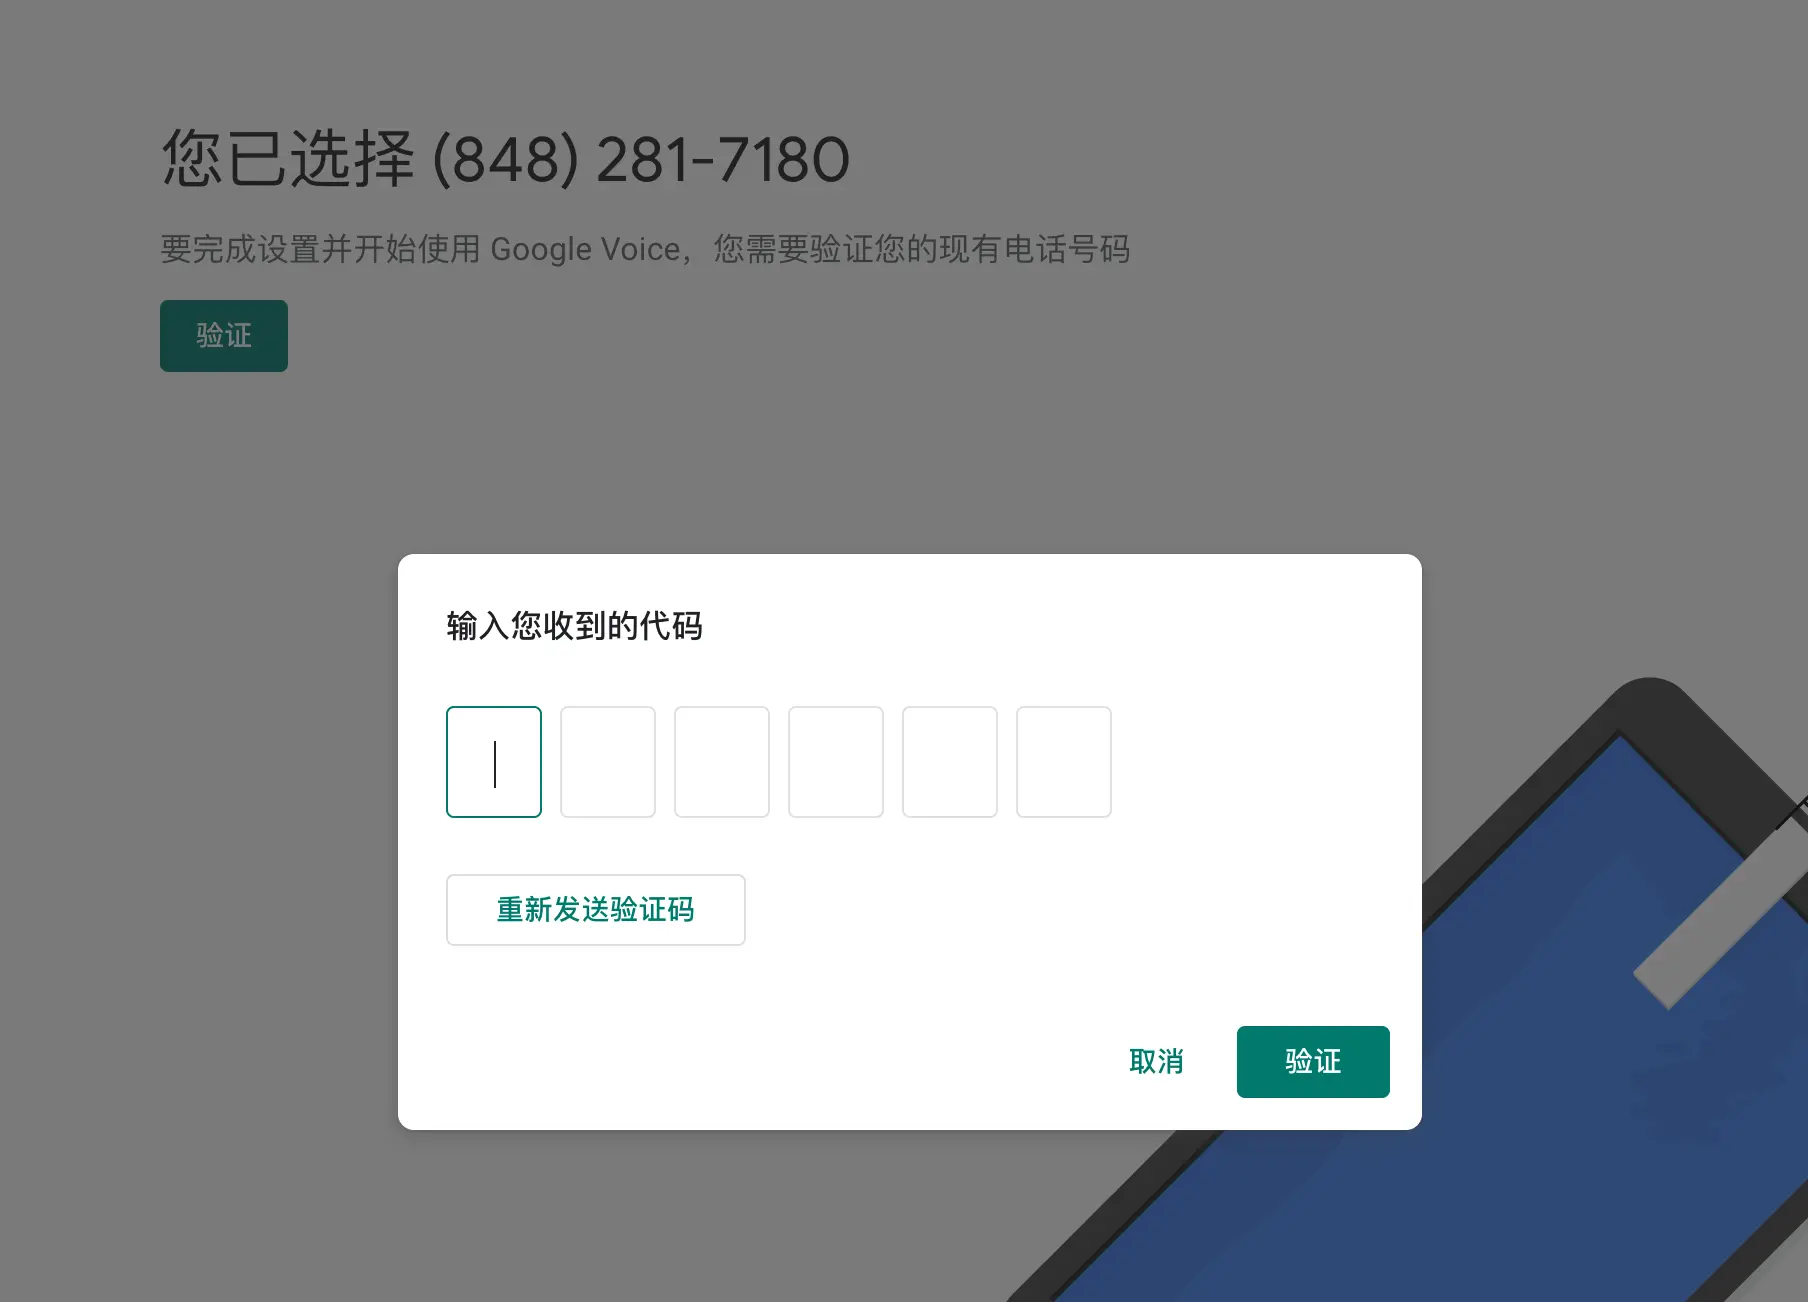 您已选择 (848) 281-7180
要完成设置并开始使用 Google Voice，您需要验证您的现有电话号码
验证
输入您收到的代码
重新发送验证码
取消
验证